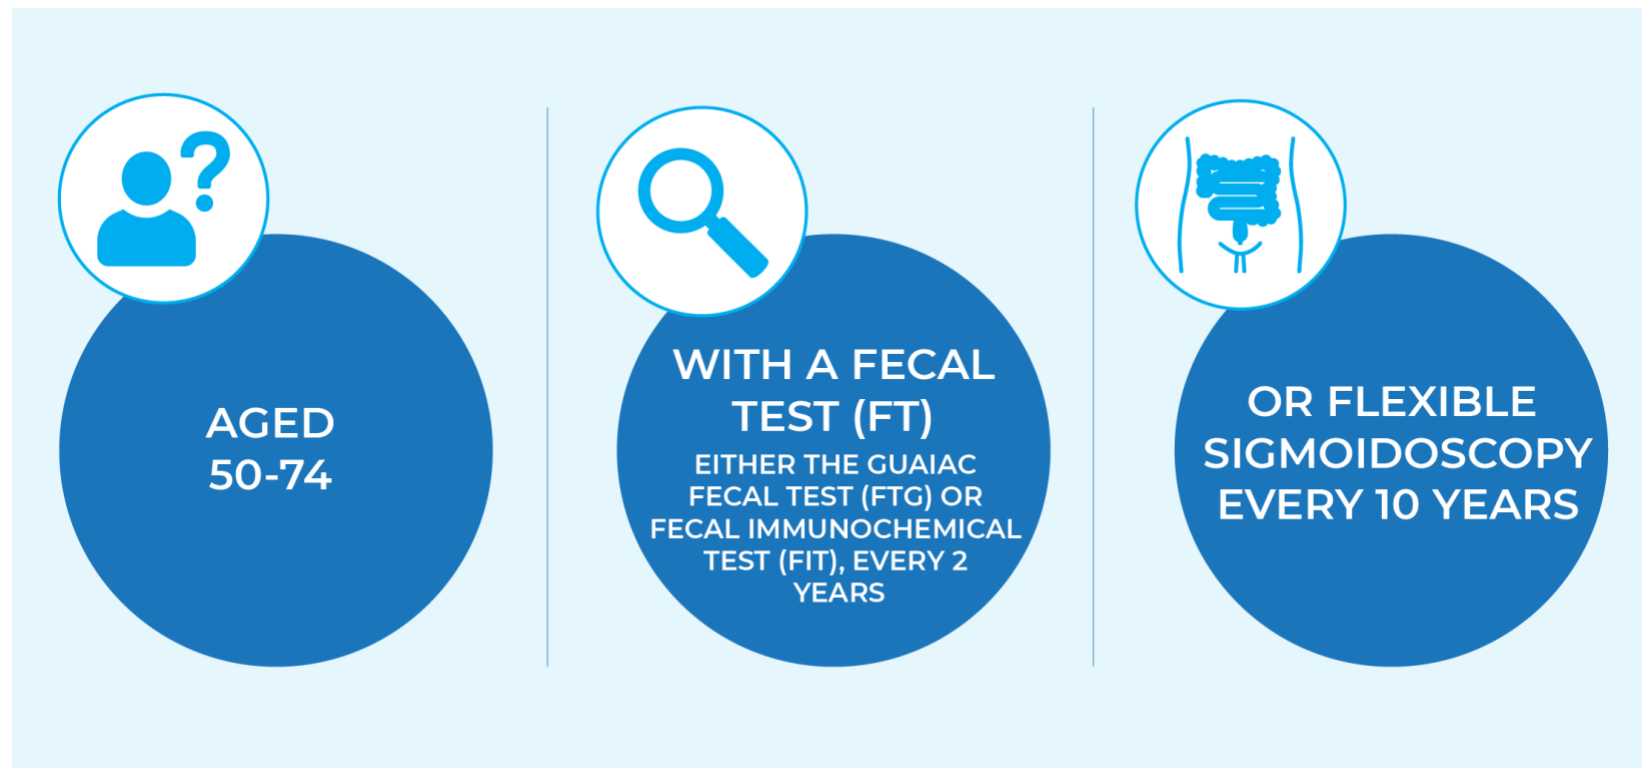 AGED
50-74
WITH A FECAL
TEST (FT)
EITHER THE GUAIAC
FECAL TEST (FTG) OR
FECAL IMMUNOCHEMICAL
TEST (FIT), EVERY 2
YEARS
OR FLEXIBLE
SIGMOIDOSCOPY
EVERY 10 YEARS